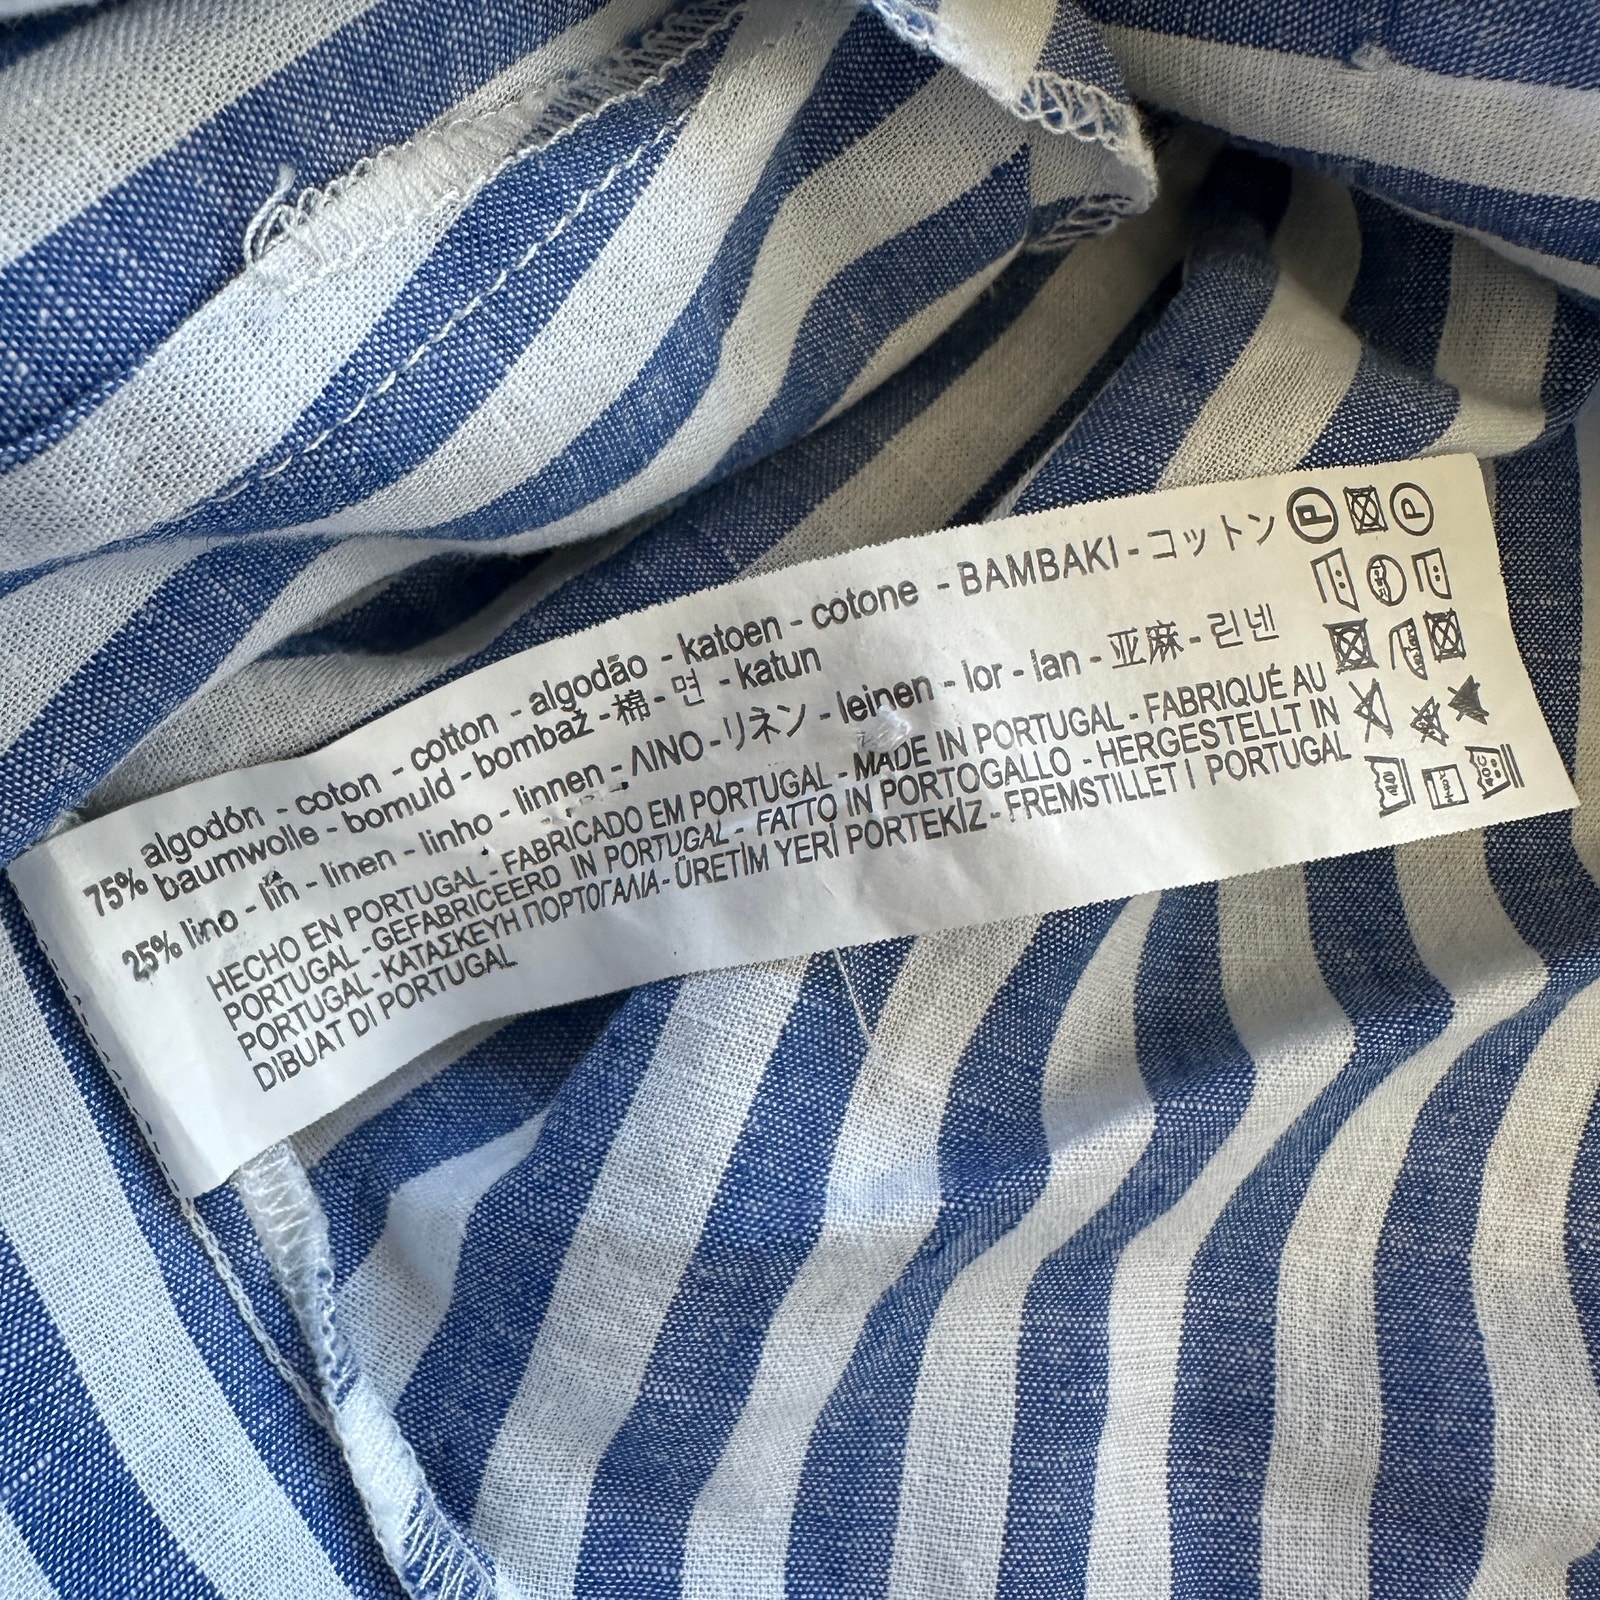 75% algodón - coton - cotton - algodão - katoen - cotone - BAMBAKI - コットン
baumwolle - bomuld - bombaž - 棉 - 면 - katun
25% lino - lin - linen - linho - linnen - ΛΙΝΟ - リネン - leinen - lor - lan - 亚麻 - 린넨
HECHO EN PORTUGAL - FABRICADO EM PORTUGAL - MADE IN PORTUGAL - FABRIQUÉ AU
PORTUGAL - GEFABRICEERD IN PORTUGAL - FATTO IN PORTOGALLO - HERGESTELLT IN
PORTUGAL - ΚΑΤΑΣΚΕΥΗ ΠΟΡΤΟΓΑΛΙΑ - ÜRETİM YERİ PORTEKİZ - FREMSTILLET I PORTUGAL
DIBUAT DI PORTUGAL
P P
40